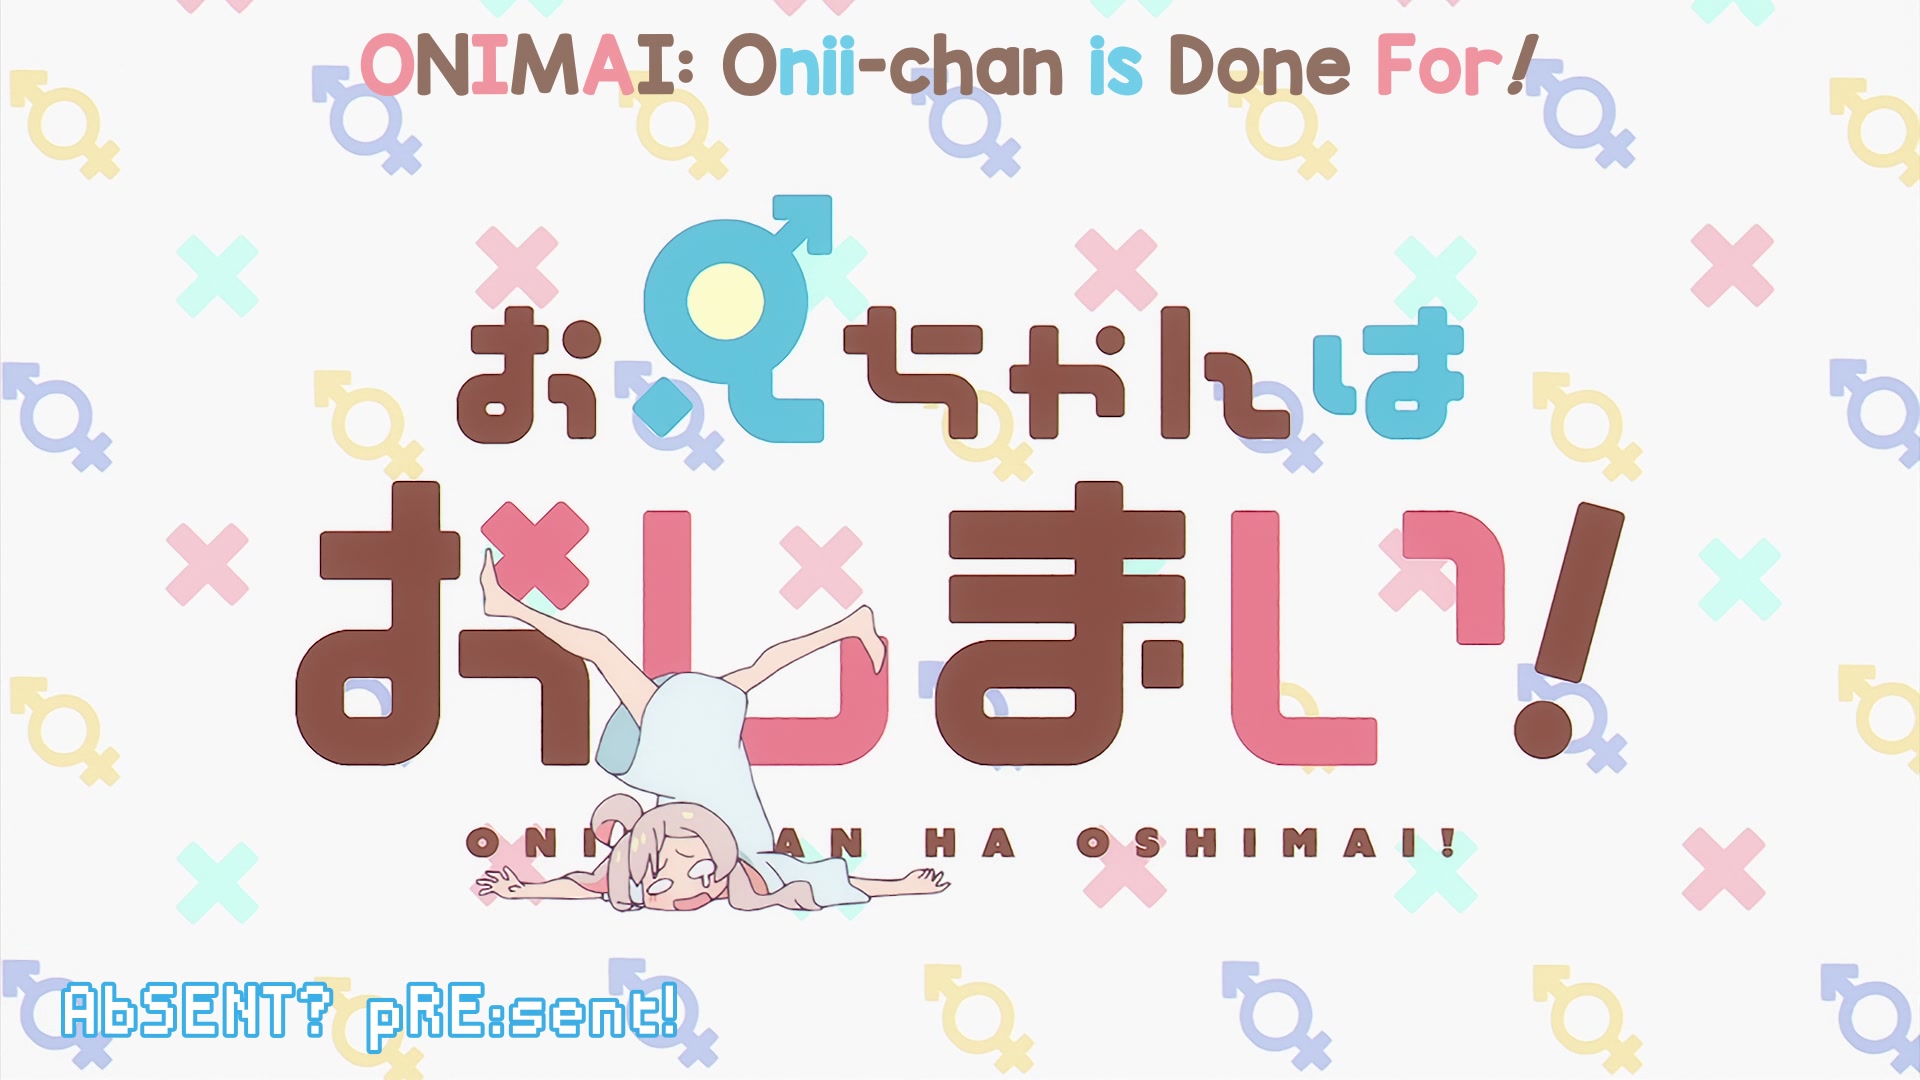 ONIMAI: Onii-chan is Done For!
お兄ちゃんは
おしまい!
ONI AN HA OSHIMAI!
AbSENT? pRE:sent!